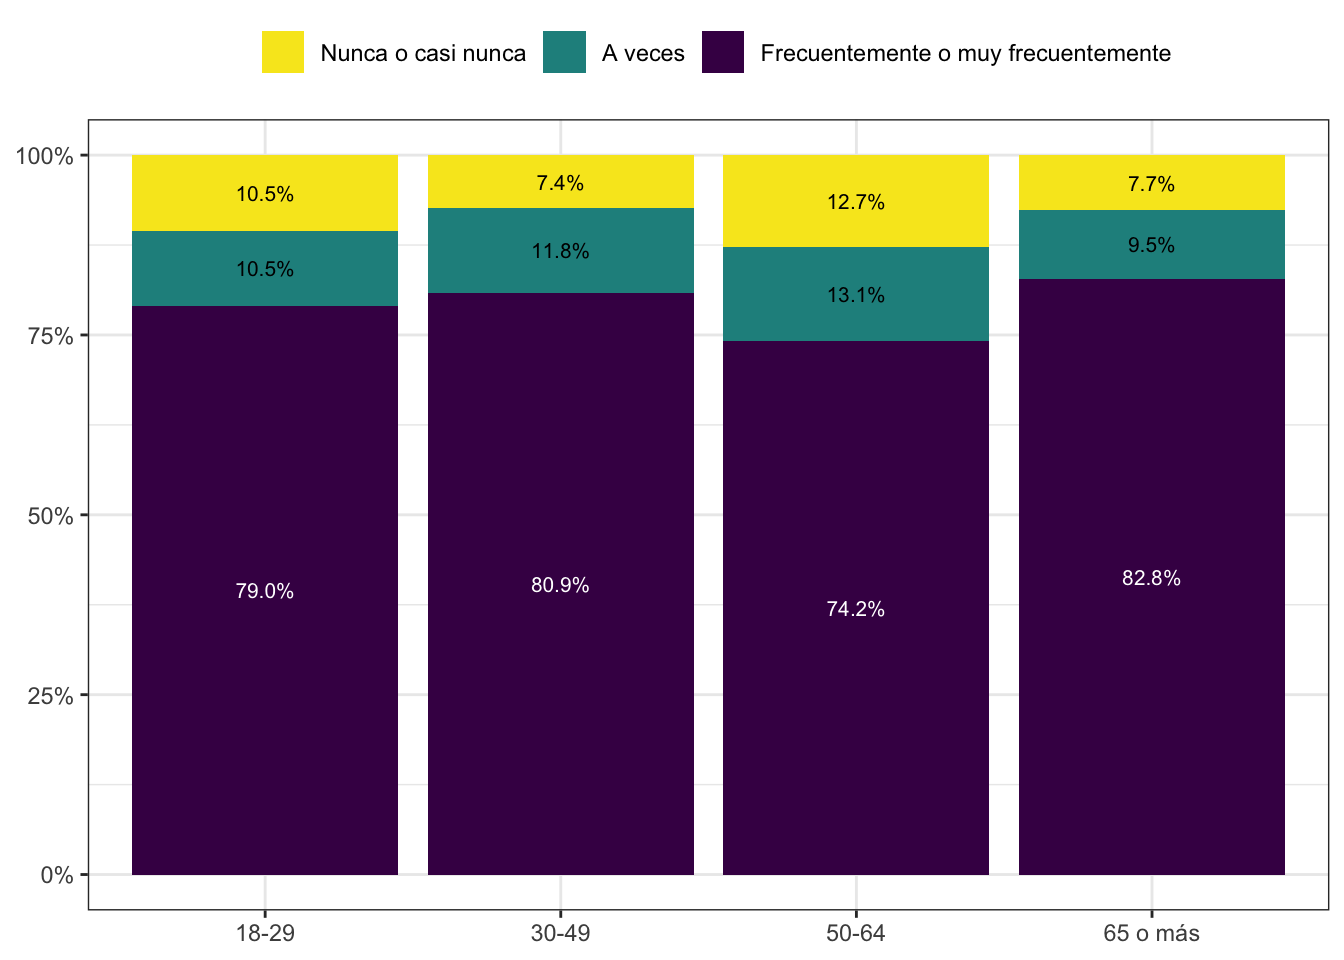 Nunca o casi nunca A veces Frecuentemente o muy frecuentemente
100%
75%
50%
25%
0%
10.5% 7.4% 12.7% 7.7%
10.5% 11.8% 13.1% 9.5%
79.0% 80.9% 74.2% 82.8%
18-29 30-49 50-64 65 o más